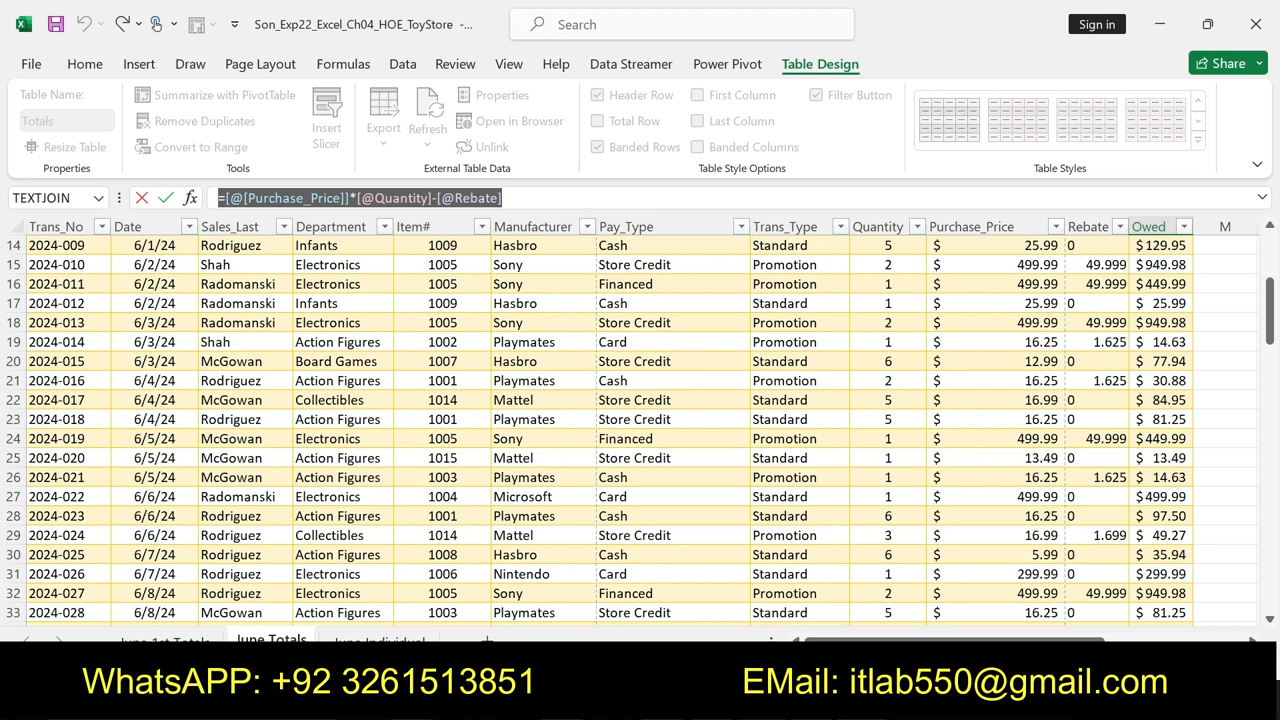 Son_Exp22_Excel_Ch04_HOE_ToyStore -... Search Sign in
File Home Insert Draw Page Layout Formulas Data Review View Help Data Streamer Power Pivot Table Design Share
Table Name: Summarize with PivotTable Properties Header Row First Column Filter Button
Totals Remove Duplicates Insert Slicer Export Refresh Open in Browser Total Row Last Column
Resize Table Convert to Range Unlink Banded Rows Banded Columns
Properties Tools External Table Data Table Style Options Table Styles
TEXTJOIN fx =[@[Purchase_Price]]*[@Quantity]-[@Rebate]
Trans_No Date Sales_Last Department Item# Manufacturer Pay_Type Trans_Type Quantity Purchase_Price Rebate Owed M
14 2024-009 6/1/24 Rodriguez Infants 1009 Hasbro Cash Standard 5 $ 25.99 0 $129.95
15 2024-010 6/2/24 Shah Electronics 1005 Sony Store Credit Promotion 2 $ 499.99 49.999 $949.98
16 2024-011 6/2/24 Radomanski Electronics 1005 Sony Financed Promotion 1 $ 499.99 49.999 $449.99
17 2024-012 6/2/24 Radomanski Infants 1009 Hasbro Cash Standard 1 $ 25.99 0 $ 25.99
18 2024-013 6/3/24 Radomanski Electronics 1005 Sony Store Credit Promotion 2 $ 499.99 49.999 $949.98
19 2024-014 6/3/24 Shah Action Figures 1002 Playmates Card Promotion 1 $ 16.25 1.625 $ 14.63
20 2024-015 6/3/24 McGowan Board Games 1007 Hasbro Store Credit Standard 6 $ 12.99 0 $ 77.94
21 2024-016 6/4/24 Rodriguez Action Figures 1001 Playmates Cash Promotion 2 $ 16.25 1.625 $ 30.88
22 2024-017 6/4/24 McGowan Collectibles 1014 Mattel Store Credit Standard 5 $ 16.99 0 $ 84.95
23 2024-018 6/4/24 Rodriguez Action Figures 1001 Playmates Store Credit Standard 5 $ 16.25 0 $ 81.25
24 2024-019 6/5/24 McGowan Electronics 1005 Sony Financed Promotion 1 $ 499.99 49.999 $449.99
25 2024-020 6/5/24 McGowan Electronics 1015 Mattel Store Credit Standard 1 $ 13.49 0 $ 13.49
26 2024-021 6/5/24 McGowan Action Figures 1003 Playmates Cash Promotion 1 $ 16.25 1.625 $ 14.63
27 2024-022 6/6/24 Radomanski Electronics 1004 Microsoft Card Standard 1 $ 499.99 0 $499.99
28 2024-023 6/6/24 Rodriguez Action Figures 1001 Playmates Cash Standard 6 $ 16.25 0 $ 97.50
29 2024-024 6/6/24 Rodriguez Collectibles 1014 Mattel Store Credit Promotion 3 $ 16.99 1.699 $ 49.27
30 2024-025 6/7/24 Rodriguez Action Figures 1008 Hasbro Cash Standard 6 $ 5.99 0 $ 35.94
31 2024-026 6/7/24 Rodriguez Electronics 1006 Nintendo Card Standard 1 $ 299.99 0 $299.99
32 2024-027 6/8/24 Rodriguez Electronics 1005 Sony Financed Promotion 2 $ 499.99 49.999 $949.98
33 2024-028 6/8/24 McGowan Action Figures 1003 Playmates Store Credit Standard 5 $ 16.25 0 $ 81.25
June 1st Totals June Totals June Individual
WhatsAPP: +92 3261513851 EMail: itlab550@gmail.com